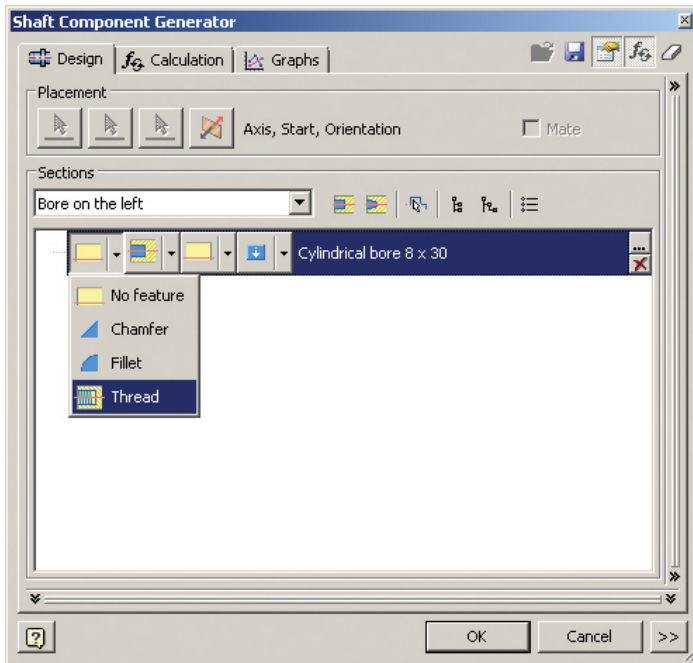 Shaft Component Generator
Design
Calculation
Graphs
Placement
Axis, Start, Orientation
Mate
Sections
Bore on the left
Cylindrical bore 8 x 30
...
No feature
Chamfer
Fillet
Thread
OK
Cancel
>>